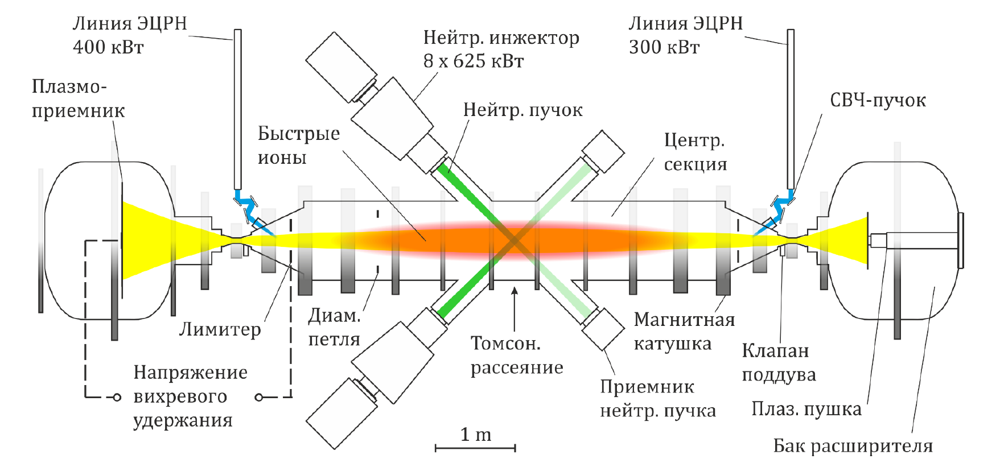 Линия ЭЦРН
400 кВт
Нейтр. инжектор
8 x 625 кВт
Линия ЭЦРН
300 кВт
Плазмо-
приемник
Нейтр. пучок
СВЧ-пучок
Быстрые
ионы
Центр.
секция
Лимитер
Диам.
петля
Томсон.
рассеяние
Магнитная
катушка
Клапан
поддува
Напряжение
вихревого
удержания
Приемник
нейтр. пучка
Плаз. пушка
1 m
Бак расширителя